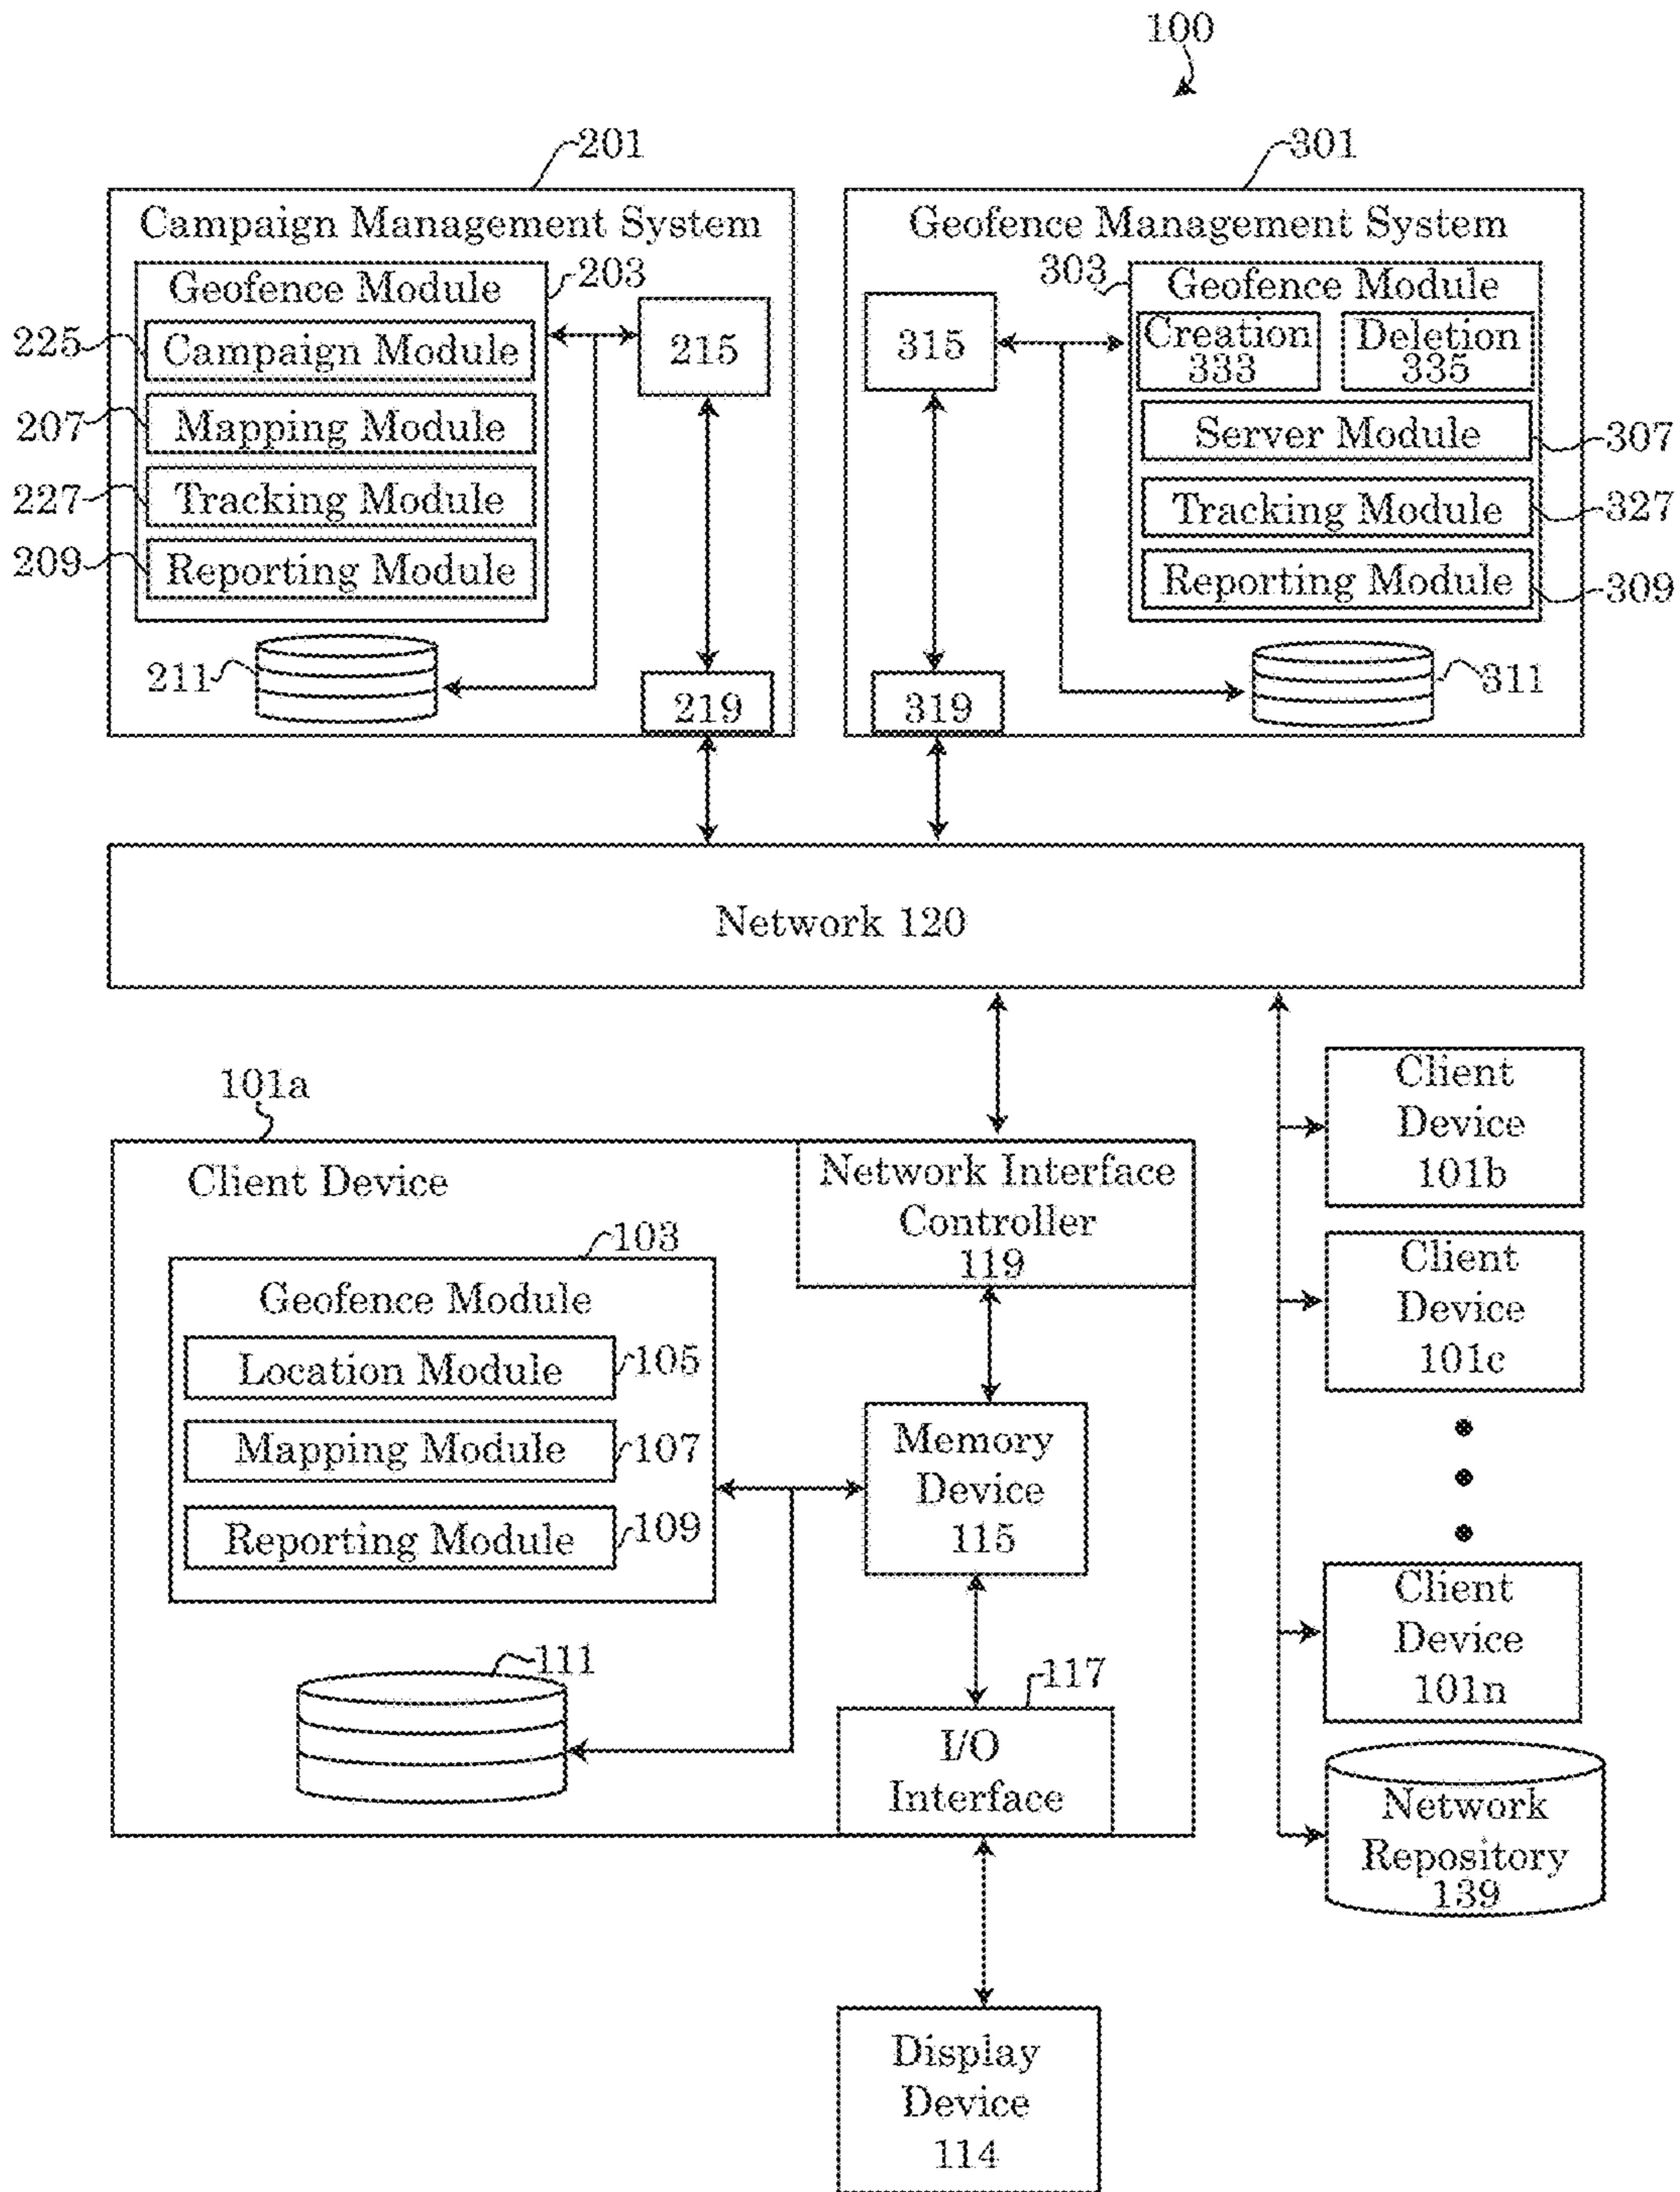 100
201
301
Campaign Management System
Geofence Management System
Geofence Module
203
225
Campaign Module
207
Mapping Module
227
Tracking Module
209
Reporting Module
211
215
219
303
Geofence Module
315
Creation
333
Deletion
335
Server Module
307
Tracking Module
327
Reporting Module
309
311
319
Network 120
101a
Client Device
Network Interface
Controller
119
103
Geofence Module
Location Module
105
Mapping Module
107
Reporting Module
109
Memory
Device
115
111
117
I/O
Interface
Client
Device
101b
Client
Device
101c
Client
Device
101n
Network
Repository
139
Display
Device
114